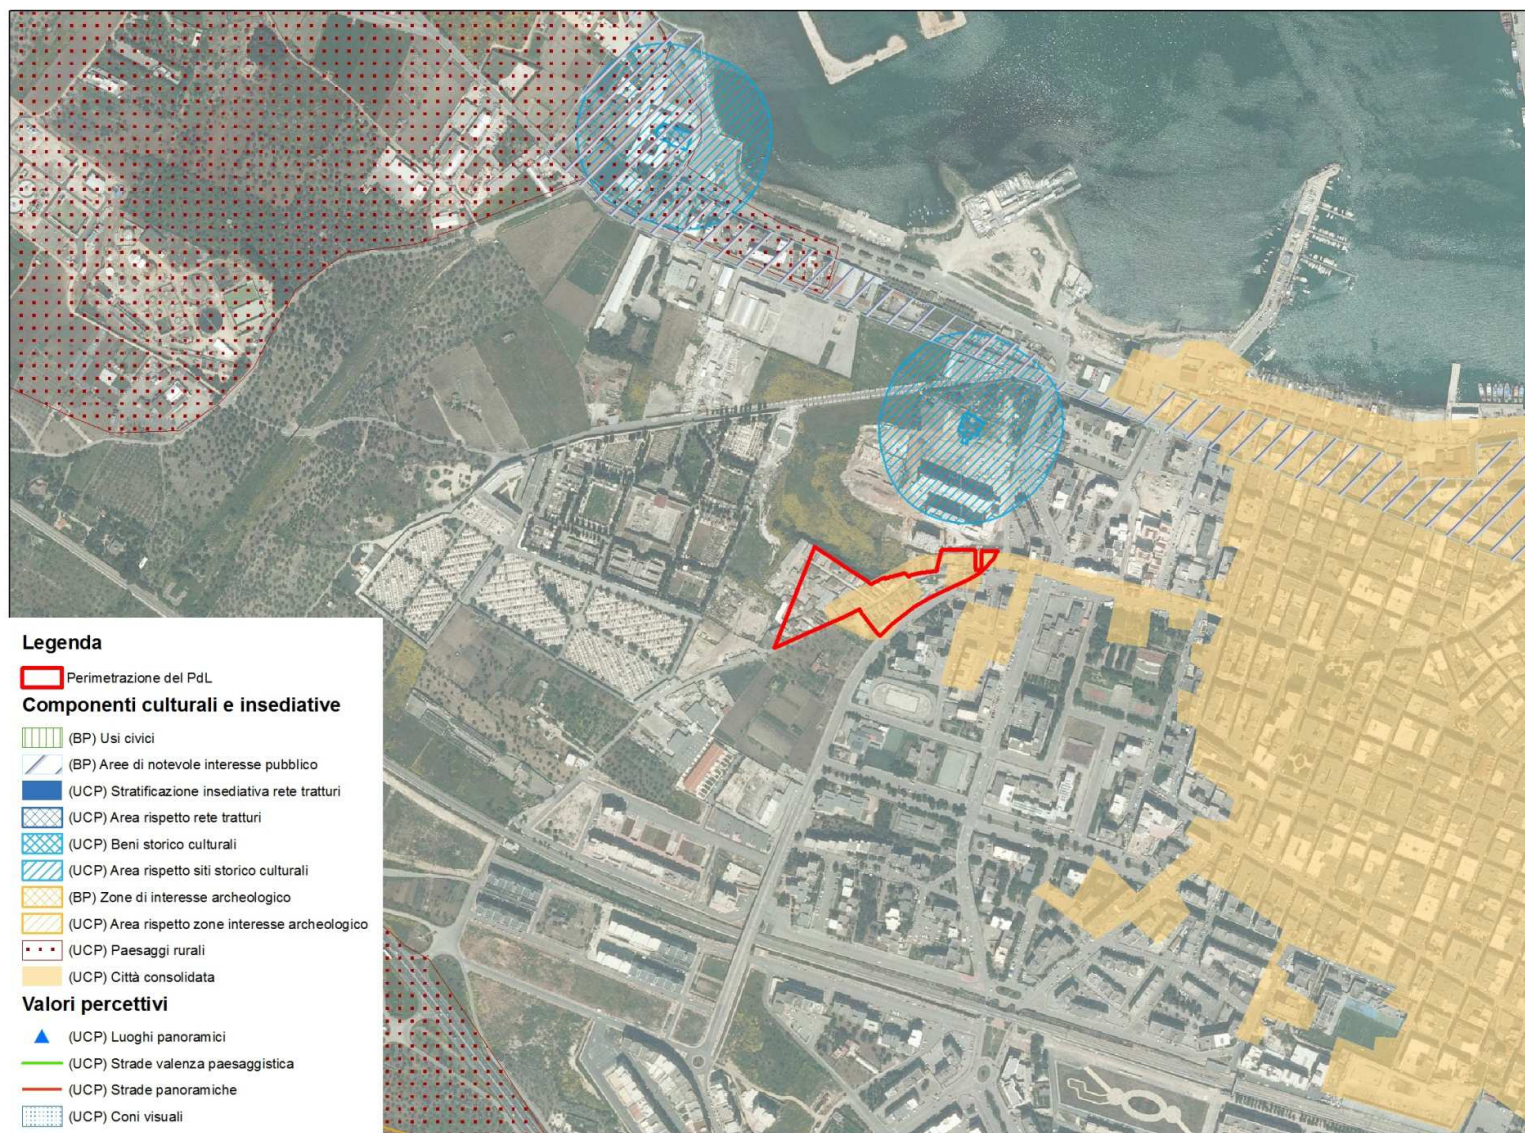 Legenda
Perimetrazione del PdL
Componenti culturali e insediative
(BP) Usi civici
(BP) Aree di notevole interesse pubblico
(UCP) Stratificazione insediativa rete tratturi
(UCP) Area rispetto rete tratturi
(UCP) Beni storico culturali
(UCP) Area rispetto siti storico culturali
(BP) Zone di interesse archeologico
(UCP) Area rispetto zone interesse archeologico
(UCP) Paesaggi rurali
(UCP) Città consolidata
Valori percettivi
(UCP) Luoghi panoramici
(UCP) Strade valenza paesaggistica
(UCP) Strade panoramiche
(UCP) Coni visuali